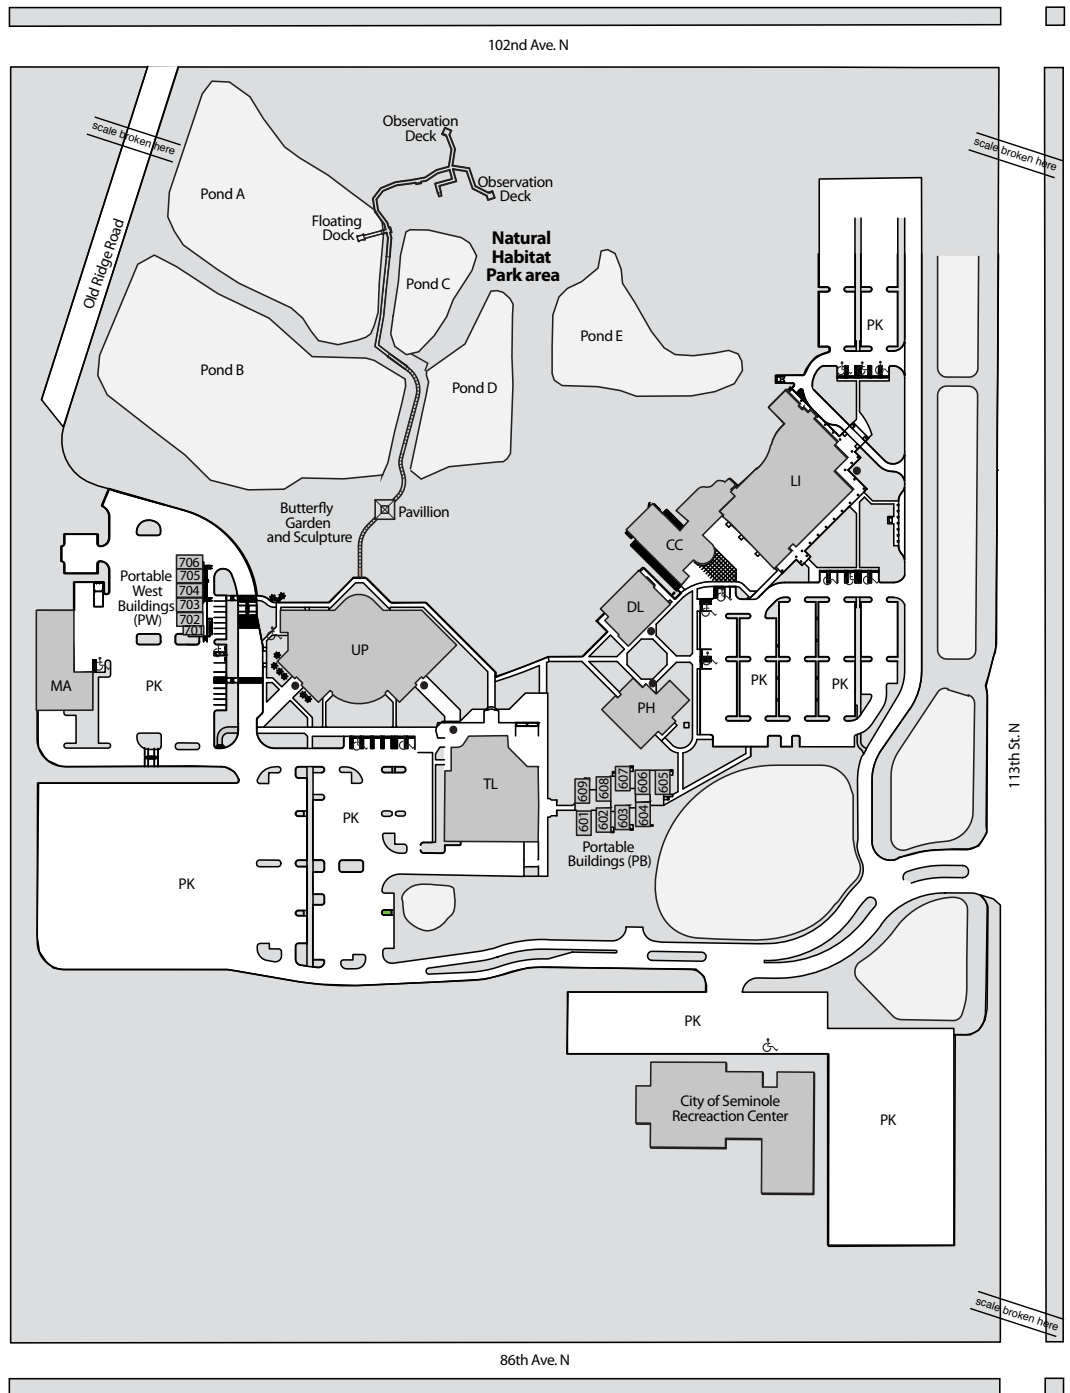 102nd Ave. N
scale broken here
scale broken here
Observation
Deck
Observation
Deck
Pond A
Floating
Dock
Natural
Habitat
Park area
Old Ridge Road
Pond C
PK
Pond E
Pond B
Pond D
LI
Butterfly
Garden
and Sculpture
Pavillion
CC
706
705
704
703
702
701
Portable
West
Buildings
(PW)
DL
UP
MA
PK
PK
PK
PH
113th St. N
TL
609
608
607
606
605
601
602
603
604
PK
Portable
Buildings (PB)
PK
PK
City of Seminole
Recreaction Center
PK
scale broken here
86th Ave. N